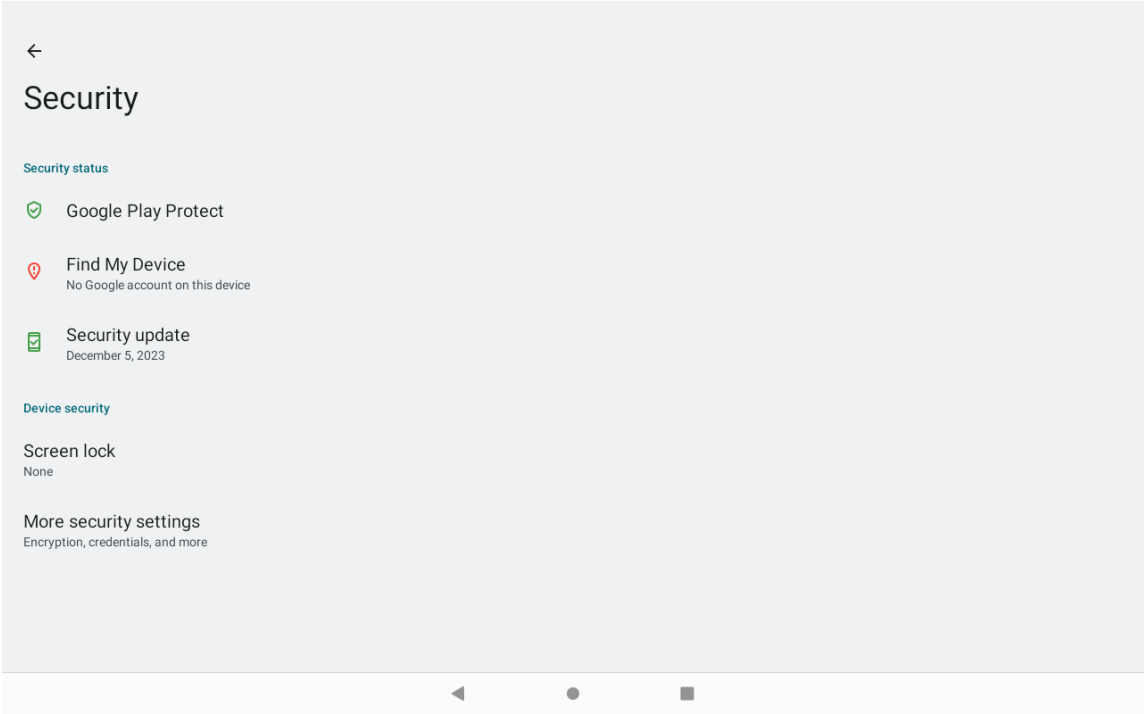 Security
Security status
Google Play Protect
Find My Device
No Google account on this device
Security update
December 5, 2023
Device security
Screen lock
None
More security settings
Encryption, credentials, and more